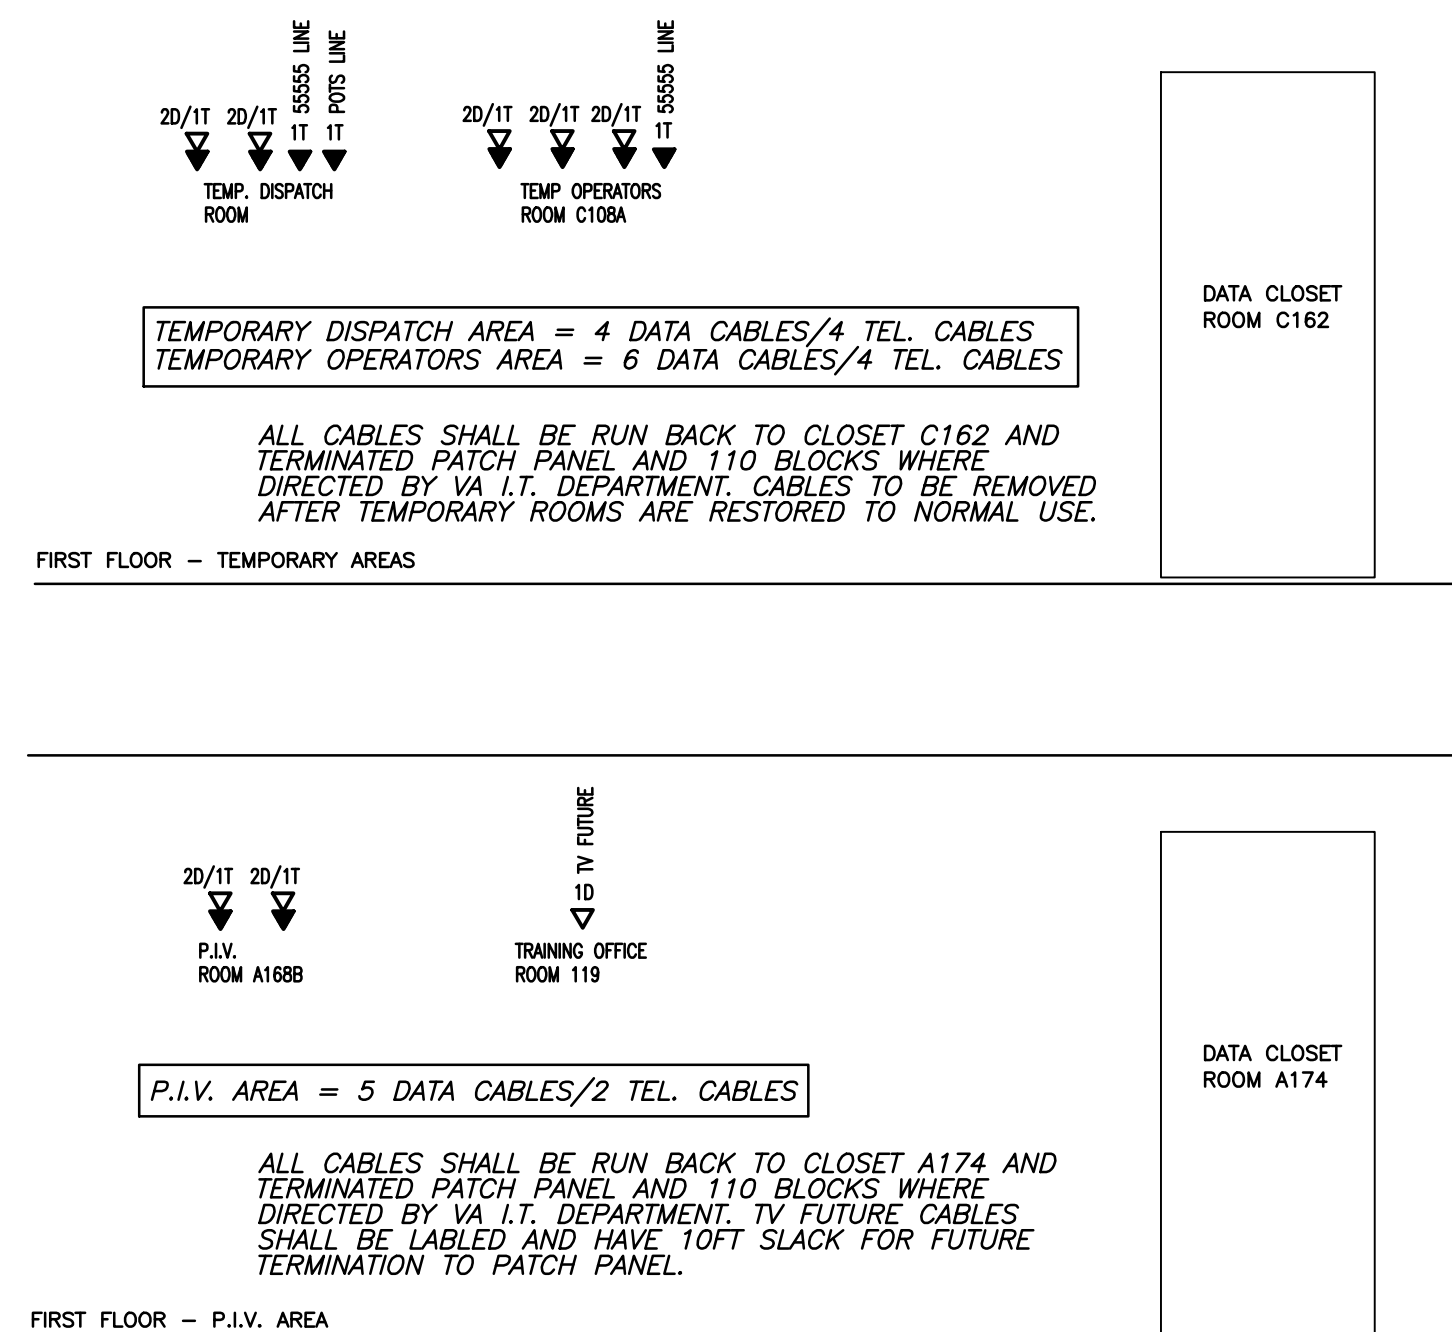 55555 LINE
POTS LINE
55555 LINE
2D/1T 2D/1T 1T 1T
2D/1T 2D/1T 2D/1T 1T
TEMP. DISPATCH
ROOM
TEMP OPERATORS
ROOM C108A
DATA CLOSET
ROOM C162
TEMPORARY DISPATCH AREA = 4 DATA CABLES/4 TEL. CABLES
TEMPORARY OPERATORS AREA = 6 DATA CABLES/4 TEL. CABLES
ALL CABLES SHALL BE RUN BACK TO CLOSET C162 AND
TERMINATED PATCH PANEL AND 110 BLOCKS WHERE
DIRECTED BY VA I.T. DEPARTMENT. CABLES TO BE REMOVED
AFTER TEMPORARY ROOMS ARE RESTORED TO NORMAL USE.
FIRST FLOOR – TEMPORARY AREAS
TV FUTURE
2D/1T 2D/1T
1D
P.I.V.
ROOM A168B
TRAINING OFFICE
ROOM 119
DATA CLOSET
ROOM A174
P.I.V. AREA = 5 DATA CABLES/2 TEL. CABLES
ALL CABLES SHALL BE RUN BACK TO CLOSET A174 AND
TERMINATED PATCH PANEL AND 110 BLOCKS WHERE
DIRECTED BY VA I.T. DEPARTMENT. TV FUTURE CABLES
SHALL BE LABLED AND HAVE 10FT SLACK FOR FUTURE
TERMINATION TO PATCH PANEL.
FIRST FLOOR – P.I.V. AREA